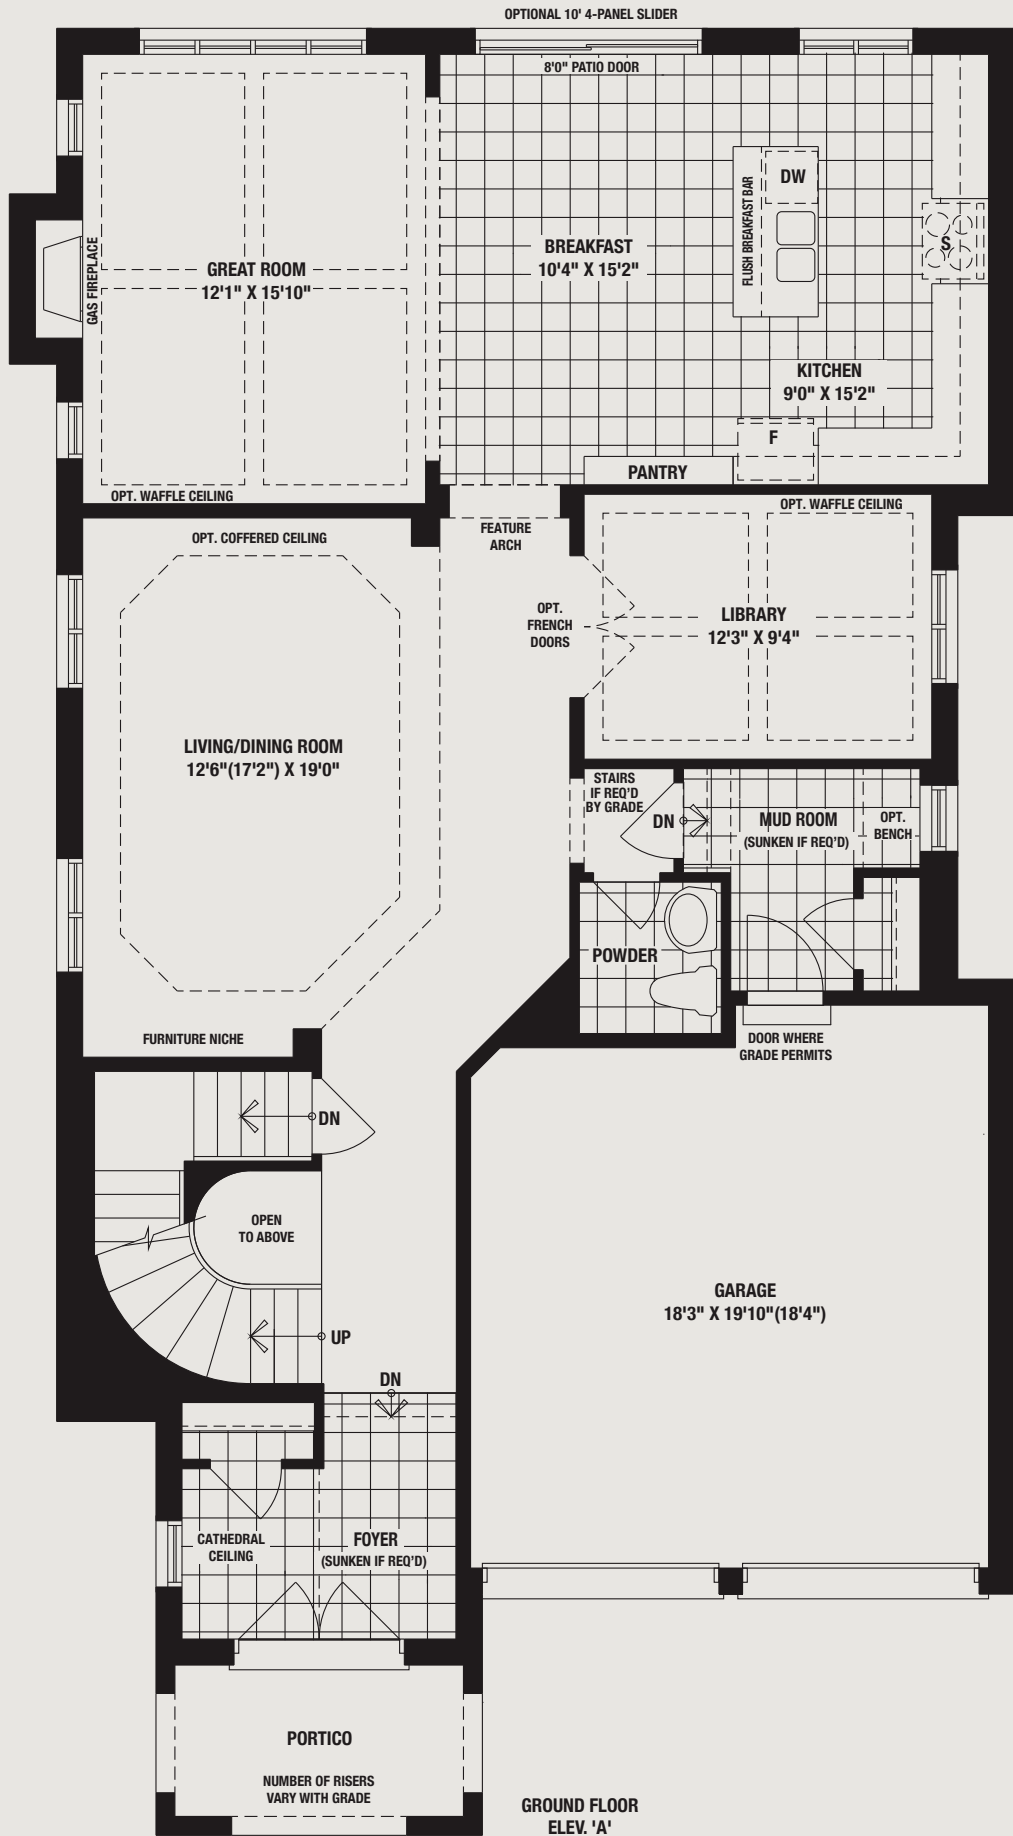 OPTIONAL 10' 4-PANEL SLIDER
8'0" PATIO DOOR
DW
FLUSH BREAKFAST BAR
S
BREAKFAST
10'4" X 15'2"
GREAT ROOM
12'1" X 15'10"
GAS FIREPLACE
KITCHEN
9'0" X 15'2"
F
PANTRY
OPT. WAFFLE CEILING
OPT. WAFFLE CEILING
OPT. COFFERED CEILING
FEATURE
ARCH
OPT.
FRENCH
DOORS
LIBRARY
12'3" X 9'4"
LIVING/DINING ROOM
12'6"(17'2") X 19'0"
STAIRS
IF REQ'D
BY GRADE
DN
MUD ROOM
(SUNKEN IF REQ'D)
OPT.
BENCH
POWDER
FURNITURE NICHE
DOOR WHERE
GRADE PERMITS
DN
OPEN
TO ABOVE
GARAGE
18'3" X 19'10"(18'4")
UP
DN
CATHEDRAL
CEILING
FOYER
(SUNKEN IF REQ'D)
PORTICO
NUMBER OF RISERS
VARY WITH GRADE
GROUND FLOOR
ELEV. 'A'